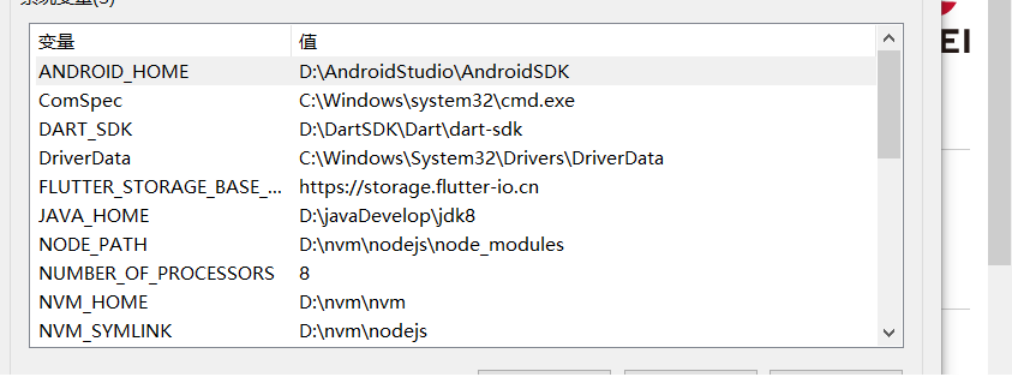 系统变量(S)
变量 值
ANDROID_HOME D:\AndroidStudio\AndroidSDK
ComSpec C:\Windows\system32\cmd.exe
DART_SDK D:\DartSDK\Dart\dart-sdk
DriverData C:\Windows\System32\Drivers\DriverData
FLUTTER_STORAGE_BASE_... https://storage.flutter-io.cn
JAVA_HOME D:\javaDevelop\jdk8
NODE_PATH D:\nvm\nodejs\node_modules
NUMBER_OF_PROCESSORS 8
NVM_HOME D:\nvm\nvm
NVM_SYMLINK D:\nvm\nodejs
EI